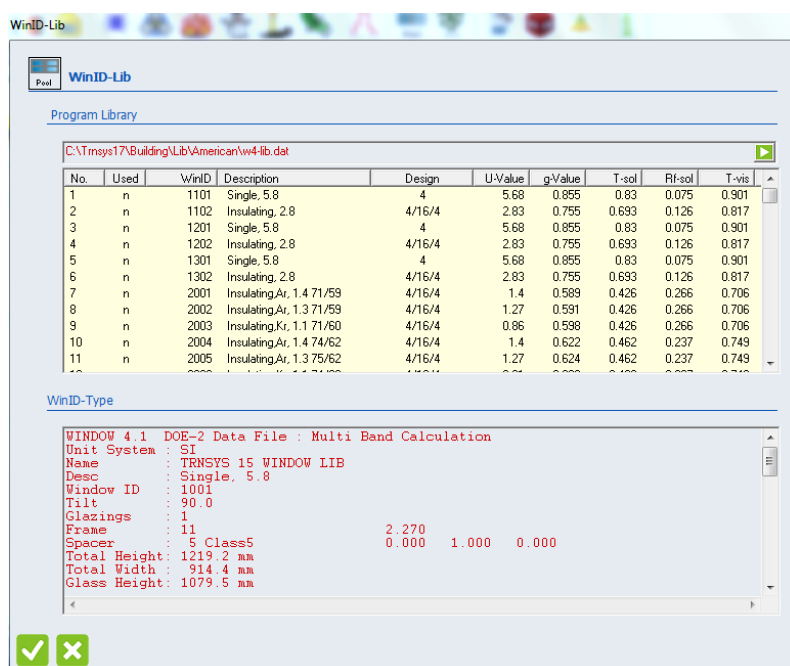 WinID-Lib
Pool WinID-Lib
Program Library
C:\Trnsys17\Building\Lib\American\w4-lib.dat
No. Used WinID Description Design U-Value g-Value T-sol Rf-sol T-vis
1 n 1101 Single, 5.8 4 5.68 0.855 0.83 0.075 0.901
2 n 1102 Insulating, 2.8 4/16/4 2.83 0.755 0.693 0.126 0.817
3 n 1201 Single, 5.8 4 5.68 0.855 0.83 0.075 0.901
4 n 1202 Insulating, 2.8 4/16/4 2.83 0.755 0.693 0.126 0.817
5 n 1301 Single, 5.8 4 5.68 0.855 0.83 0.075 0.901
6 n 1302 Insulating, 2.8 4/16/4 2.83 0.755 0.693 0.126 0.817
7 n 2001 Insulating,Ar, 1.4 71/59 4/16/4 1.4 0.589 0.426 0.266 0.706
8 n 2002 Insulating,Ar, 1.3 71/59 4/16/4 1.27 0.591 0.426 0.266 0.706
9 n 2003 Insulating,Kr, 1.1 71/60 4/16/4 0.86 0.598 0.426 0.266 0.706
10 n 2004 Insulating,Ar, 1.4 74/62 4/16/4 1.4 0.622 0.462 0.237 0.749
11 n 2005 Insulating,Ar, 1.3 75/62 4/16/4 1.27 0.624 0.462 0.237 0.749
WinID-Type
WINDOW 4.1 DOE-2 Data File : Multi Band Calculation
Unit System : SI
Name : TRNSYS 15 WINDOW LIB
Desc : Single, 5.8
Window ID : 1001
Tilt : 90.0
Glazings : 1
Frame : 11 2.270
Spacer : 5 Class5 0.000 1.000 0.000
Total Height: 1219.2 mm
Total Width : 914.4 mm
Glass Height: 1079.5 mm